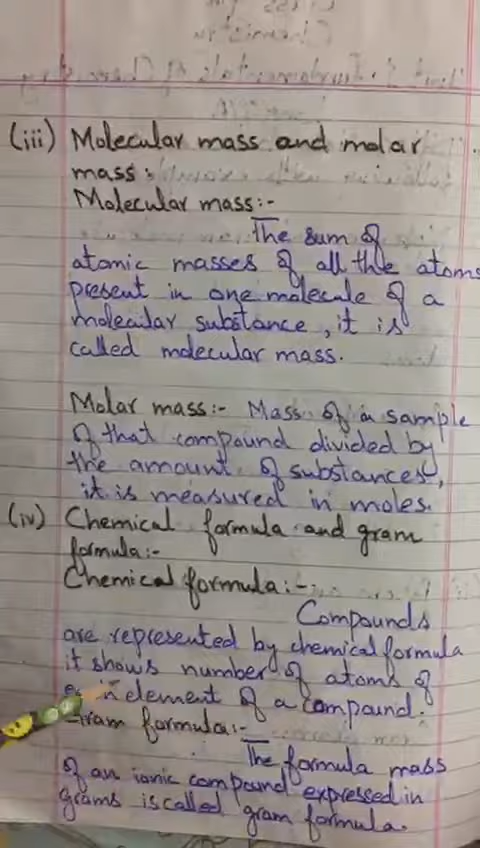 (iii) Molecular mass and molar
mass:
Molecular mass:-
The sum of
atomic masses of all the atoms
present in one molecule of a
molecular substance, it is
called molecular mass.
Molar mass:- Mass of a sample
of that compound divided by
the amount of substances,
it is measured in moles.
(iv) Chemical formula and gram
formula:-
Chemical formula:-
Compounds
are represented by chemical formula
it shows number of atoms of
element of a compound.
Gram formula:-
The formula mass
of an ionic compound expressed in
grams is called gram formula.